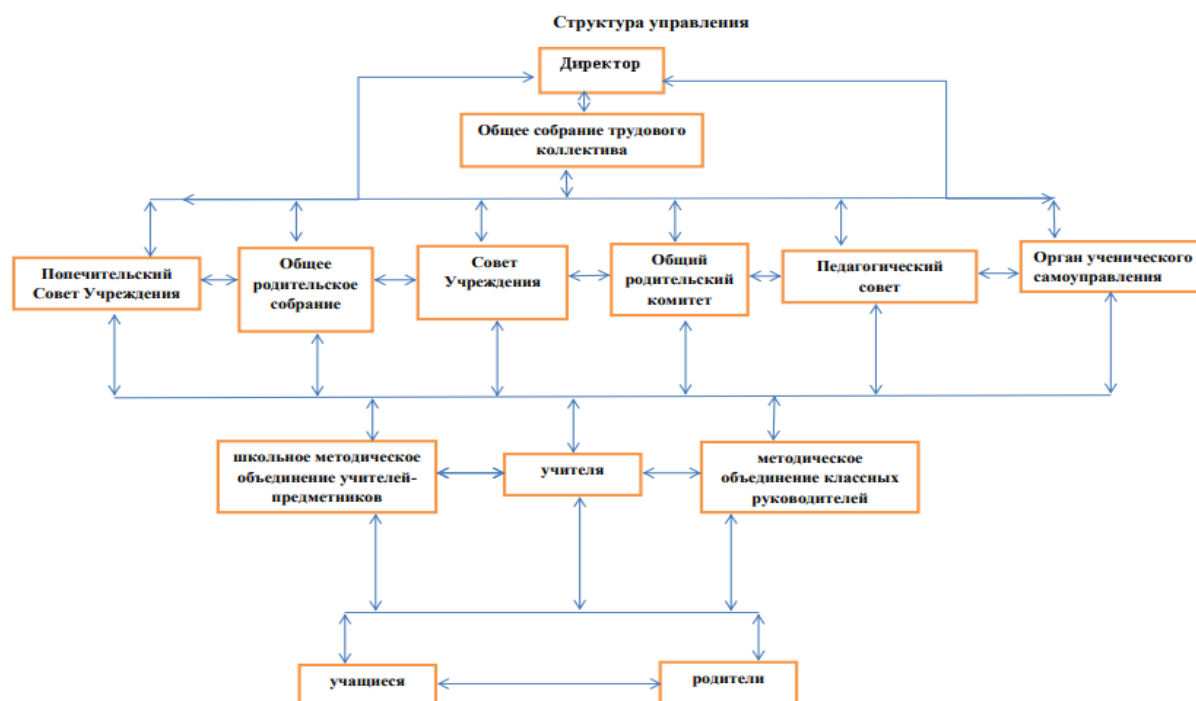 Структура управления
Директор
Общее собрание трудового
коллектива
Попечительский
Совет Учреждения
Общее
родительское
собрание
Совет
Учреждения
Общий
родительский
комитет
Педагогический
совет
Орган ученического
самоуправления
школьное методическое
объединение учителей-
предметников
учителя
методическое
объединение классных
руководителей
учащиеся
родители